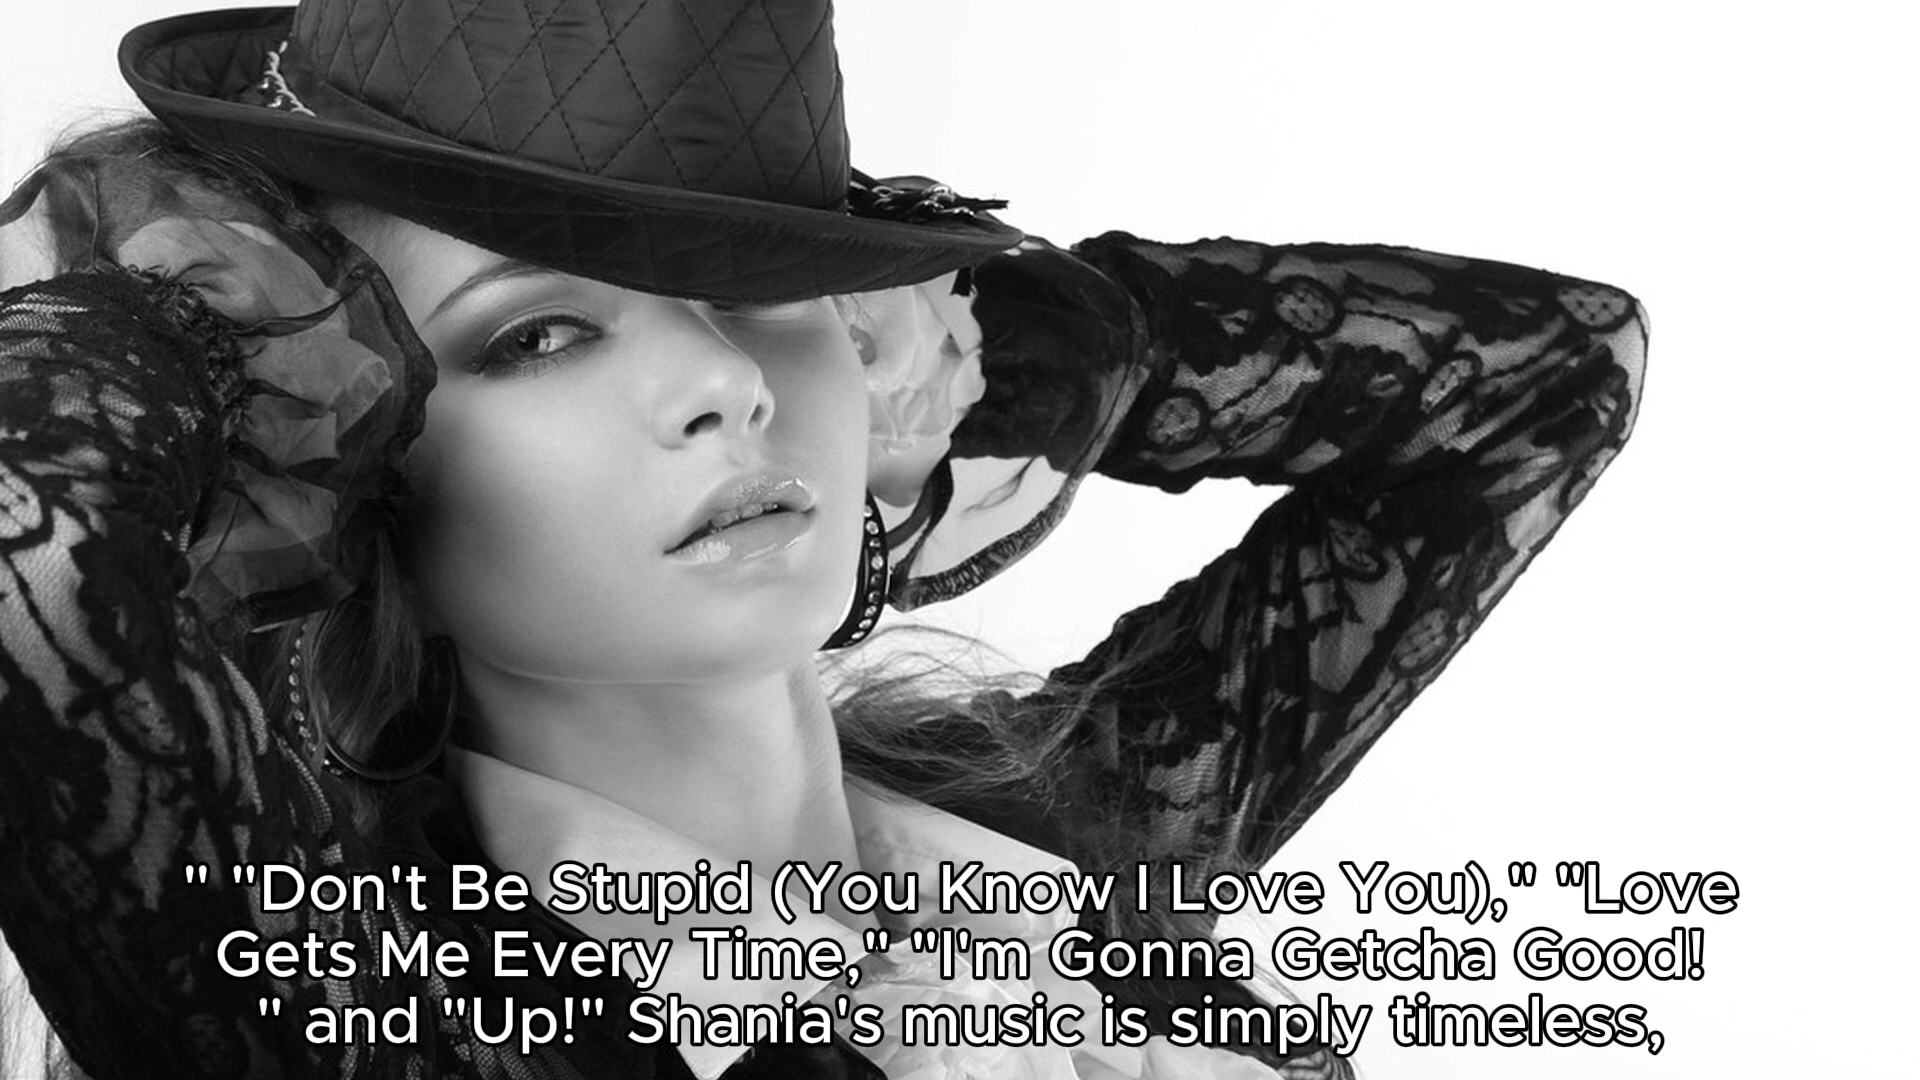 " "Don't Be Stupid (You Know I Love You)," "Love
Gets Me Every Time," "I'm Gonna Getcha Good!
" and "Up!" Shania's music is simply timeless,